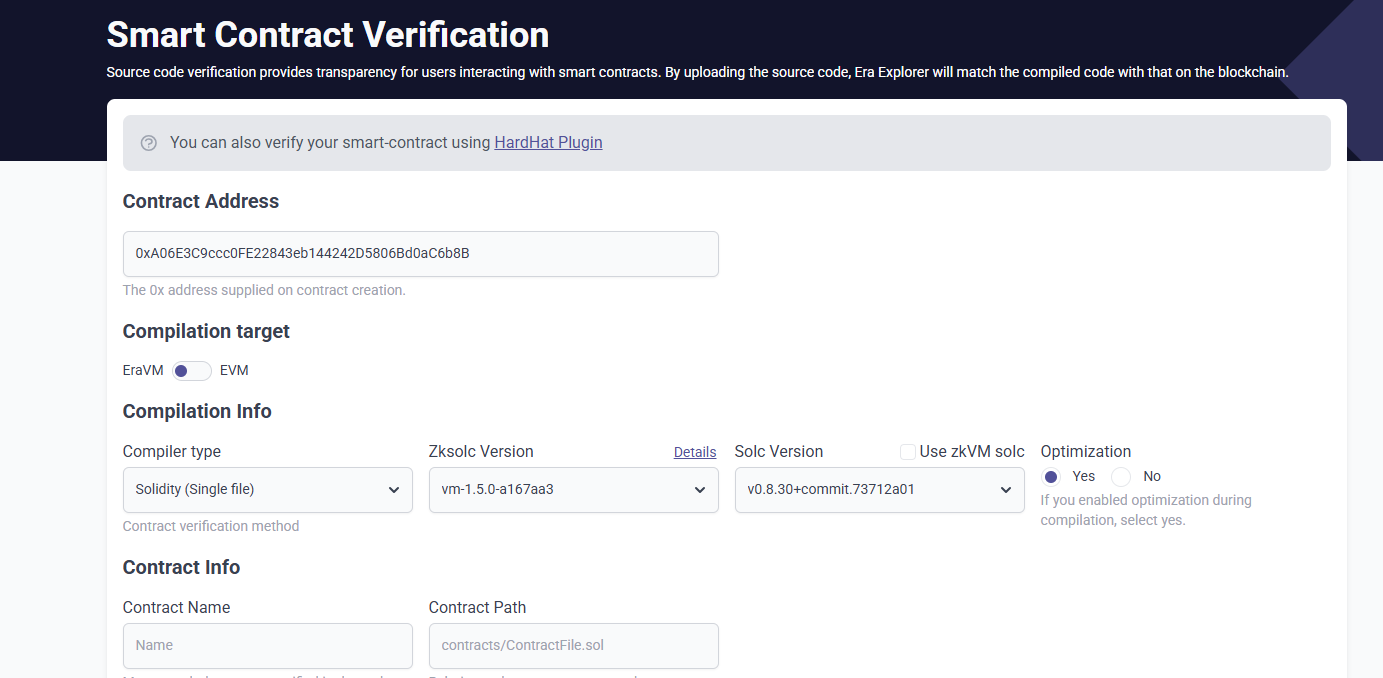 Smart Contract Verification
Source code verification provides transparency for users interacting with smart contracts. By uploading the source code, Era Explorer will match the compiled code with that on the blockchain.
You can also verify your smart-contract using HardHat Plugin
Contract Address
0xA06E3C9ccc0FE22843eb144242D5806Bd0aC6b8B
The 0x address supplied on contract creation.
Compilation target
EraVM EVM
Compilation Info
Compiler type Zksolc Version Details Solc Version Use zkVM solc Optimization
Yes No
Solidity (Single file) vm-1.5.0-a167aa3 v0.8.30+commit.73712a01
If you enabled optimization during
compilation, select yes.
Contract verification method
Contract Info
Contract Name Contract Path
Name contracts/ContractFile.sol